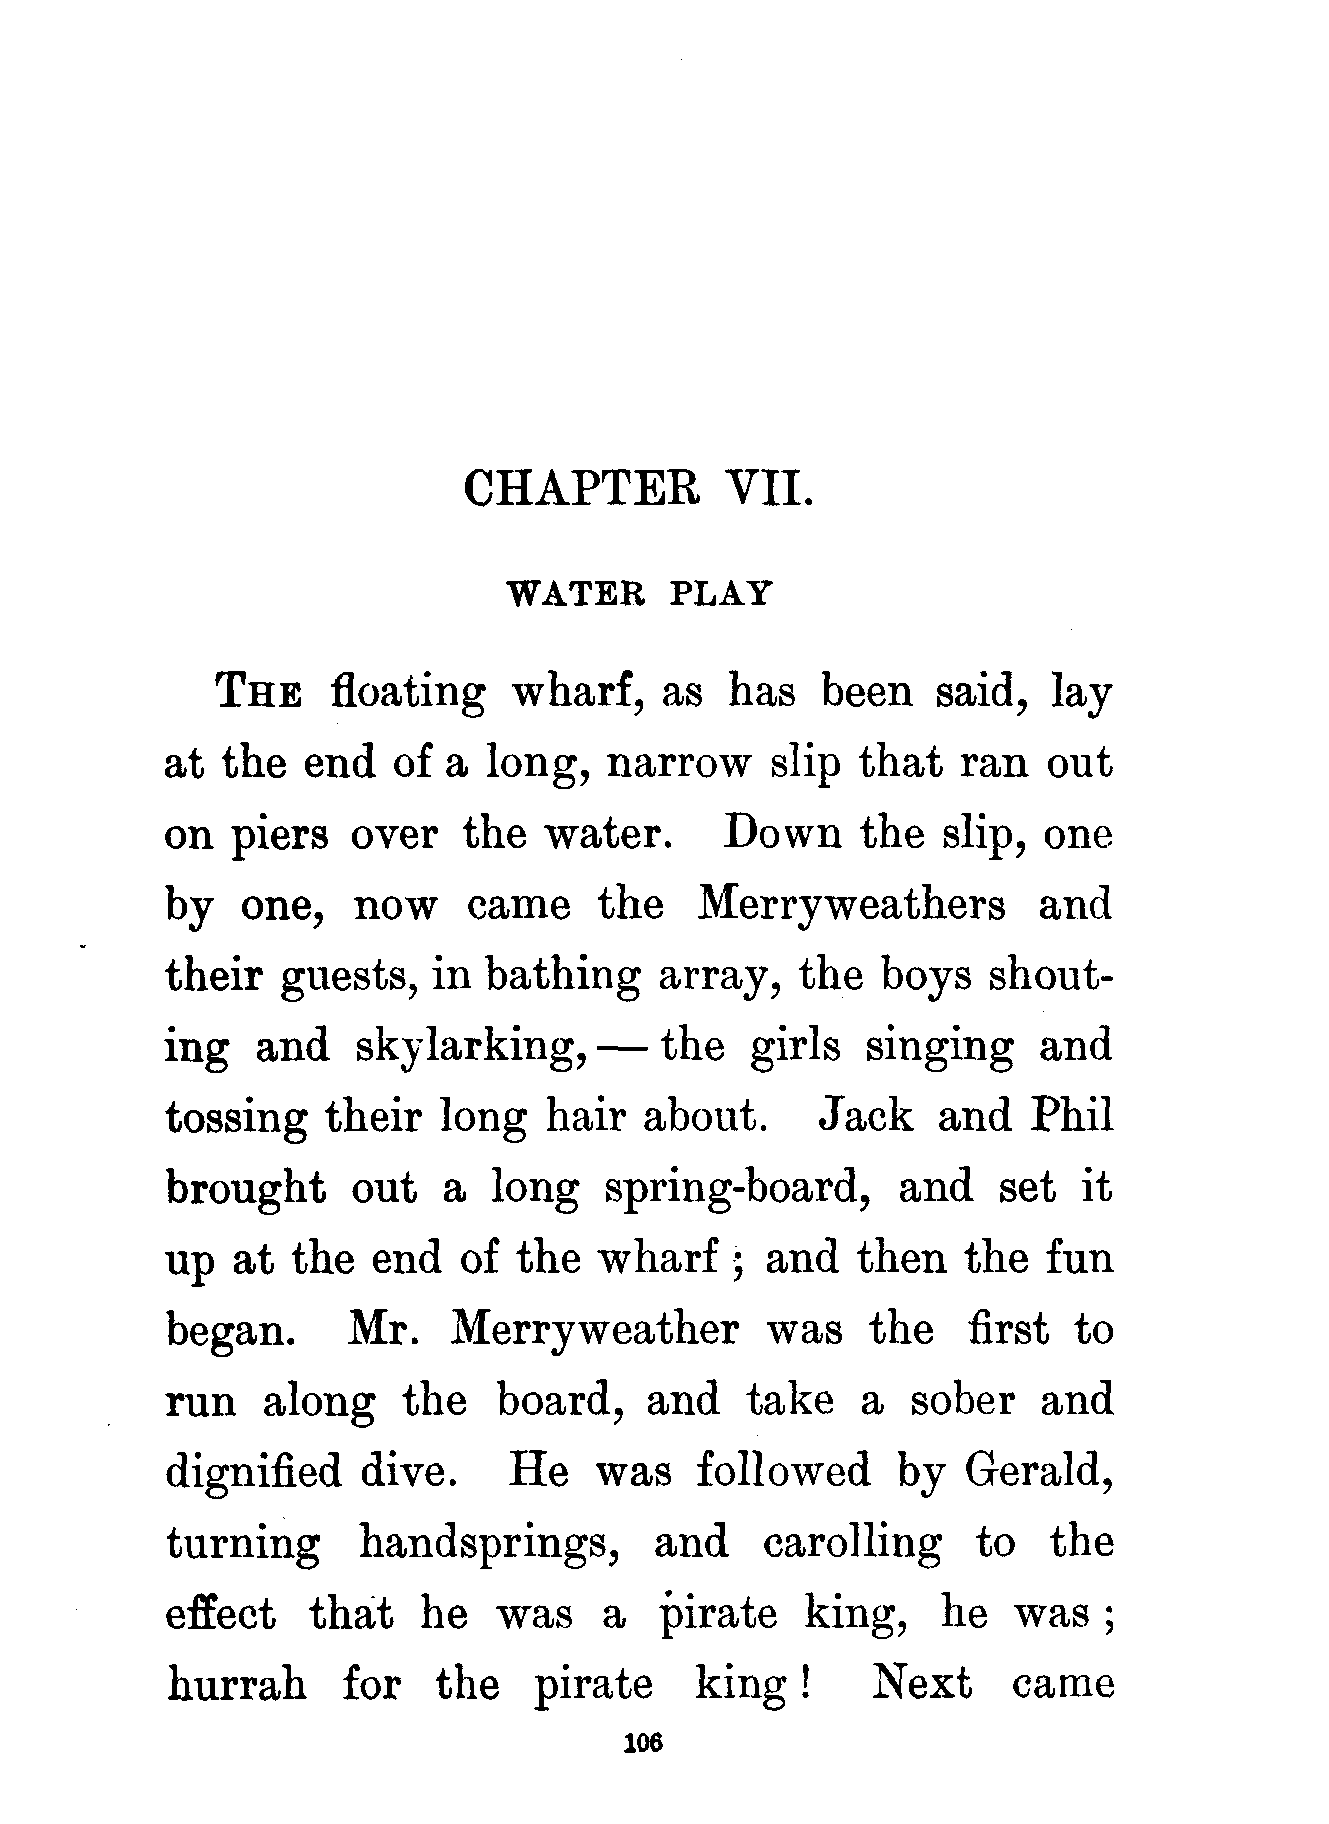 CHAPTER VII.
WATER PLAY
THE floating wharf, as has been said, lay
at the end of a long, narrow slip that ran out
on piers over the water. Down the slip, one
by one, now came the Merryweathers and
their guests, in bathing array, the boys shout-
ing and skylarking, — the girls singing and
tossing their long hair about. Jack and Phil
brought out a long spring-board, and set it
up at the end of the wharf ; and then the fun
began. Mr. Merryweather was the first to
run along the board, and take a sober and
dignified dive. He was followed by Gerald,
turning handsprings, and carolling to the
effect that he was a pirate king, he was ;
hurrah for the pirate king ! Next came
106